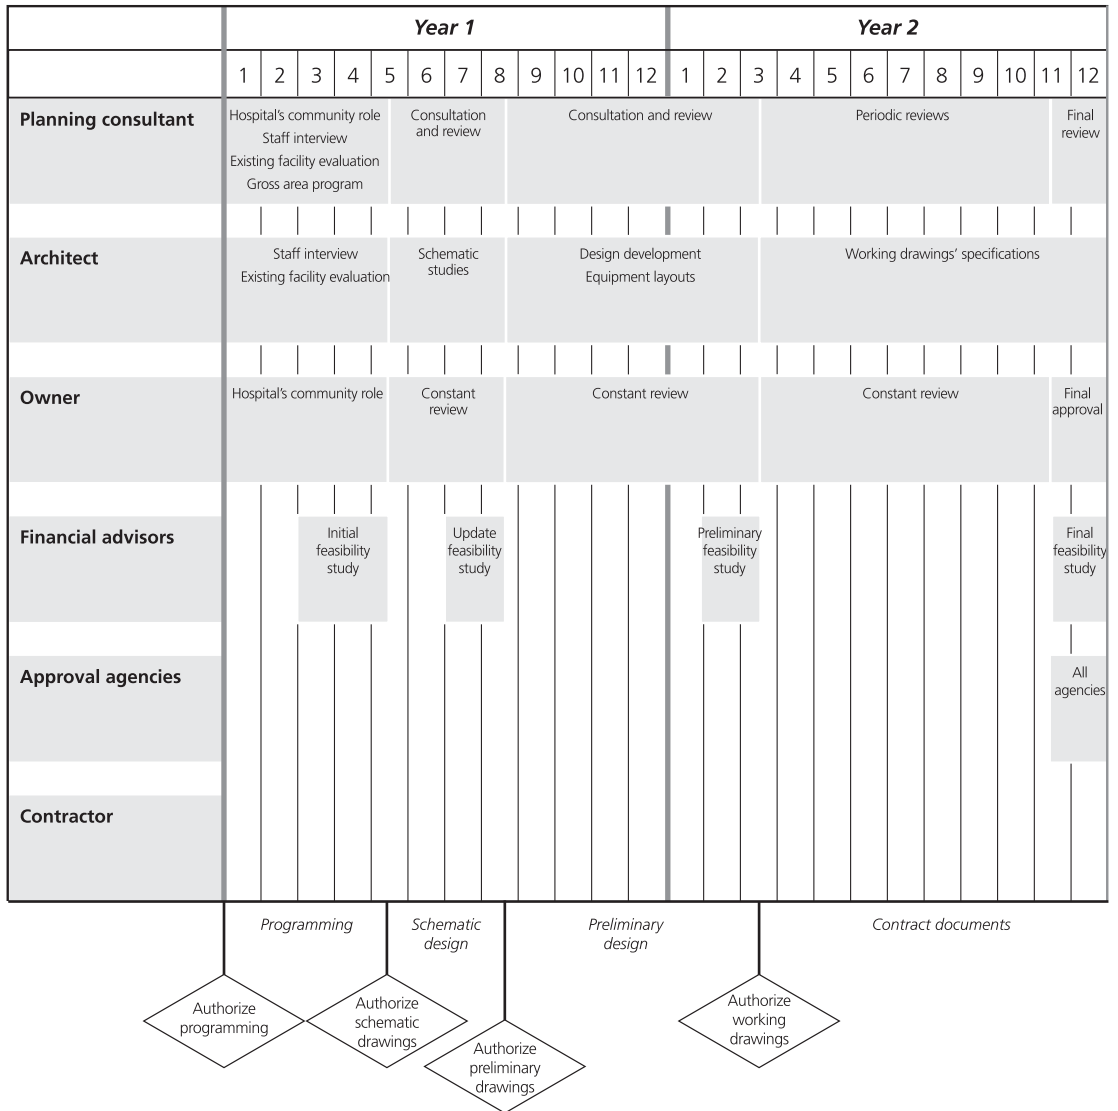 Year 1
Year 2
1 2 3 4 5 6 7 8 9 10 11 12 1 2 3 4 5 6 7 8 9 10 11 12
Planning consultant
Hospital's community role
Staff interview
Existing facility evaluation
Gross area program
Consultation
and review
Consultation and review
Periodic reviews
Final
review
Architect
Staff interview
Existing facility evaluation
Schematic
studies
Design development
Equipment layouts
Working drawings' specifications
Owner
Hospital's community role
Constant
review
Constant review
Constant review
Final
approval
Financial advisors
Initial
feasibility
study
Update
feasibility
study
Preliminary
feasibility
study
Final
feasibility
study
Approval agencies
All
agencies
Contractor
Programming
Schematic
design
Preliminary
design
Contract documents
Authorize
programming
Authorize
schematic
drawings
Authorize
preliminary
drawings
Authorize
working
drawings